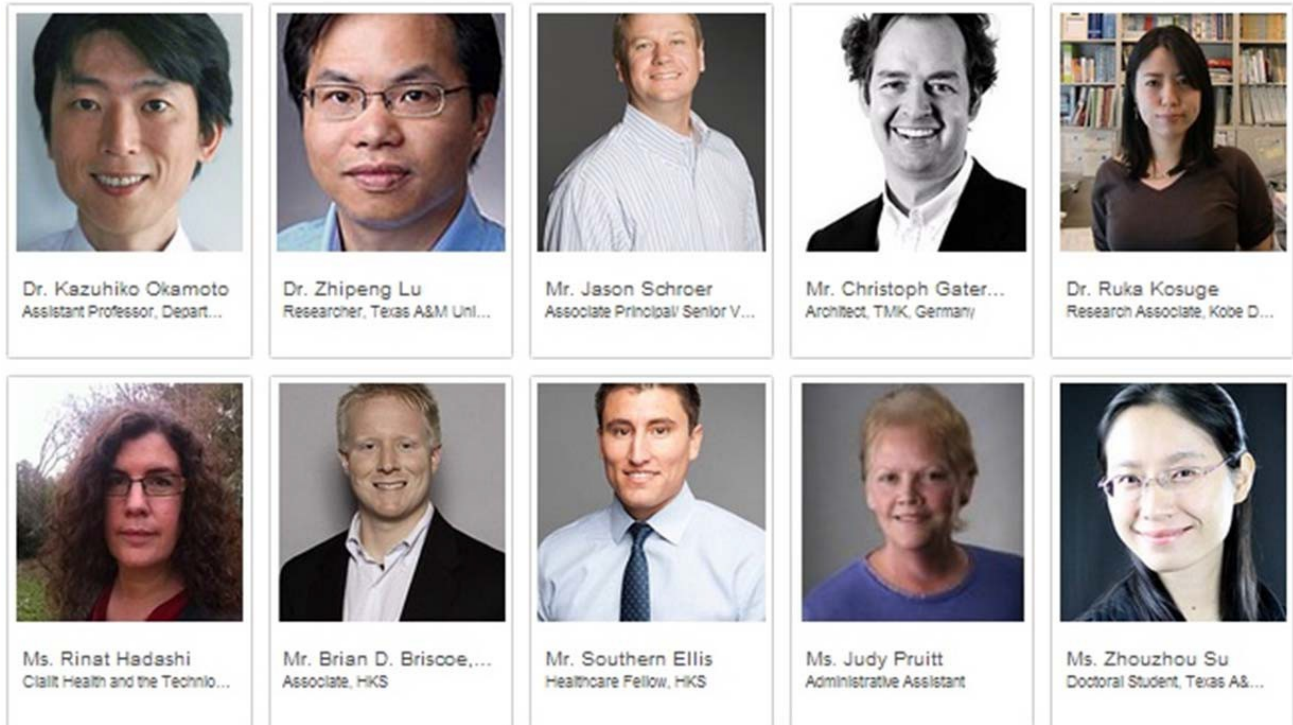 Dr. Kazuhiko Okamoto
Assistant Professor, Depart...
Dr. Zhipeng Lu
Researcher, Texas A&M Uni...
Mr. Jason Schroer
Associate Principal/ Senior V...
Mr. Christoph Gater...
Architect, TMK, Germany
Dr. Ruka Kosuge
Research Associate, Kobe D...
Ms. Rinat Hadashi
Clalit Health and the Technio...
Mr. Brian D. Briscoe,...
Associate, HKS
Mr. Southern Ellis
Healthcare Fellow, HKS
Ms. Judy Pruitt
Administrative Assistant
Ms. Zhouzhou Su
Doctoral Student, Texas A&...